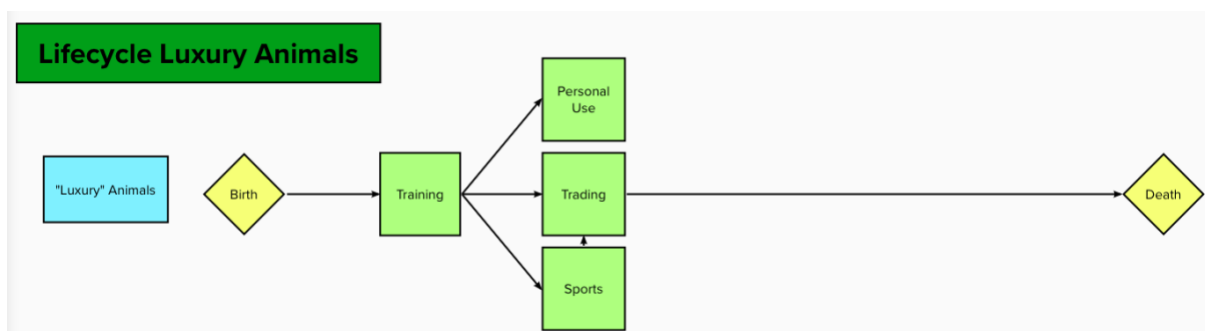 Lifecycle Luxury Animals
"Luxury" Animals
Birth
Training
Personal
Use
Trading
Sports
Death